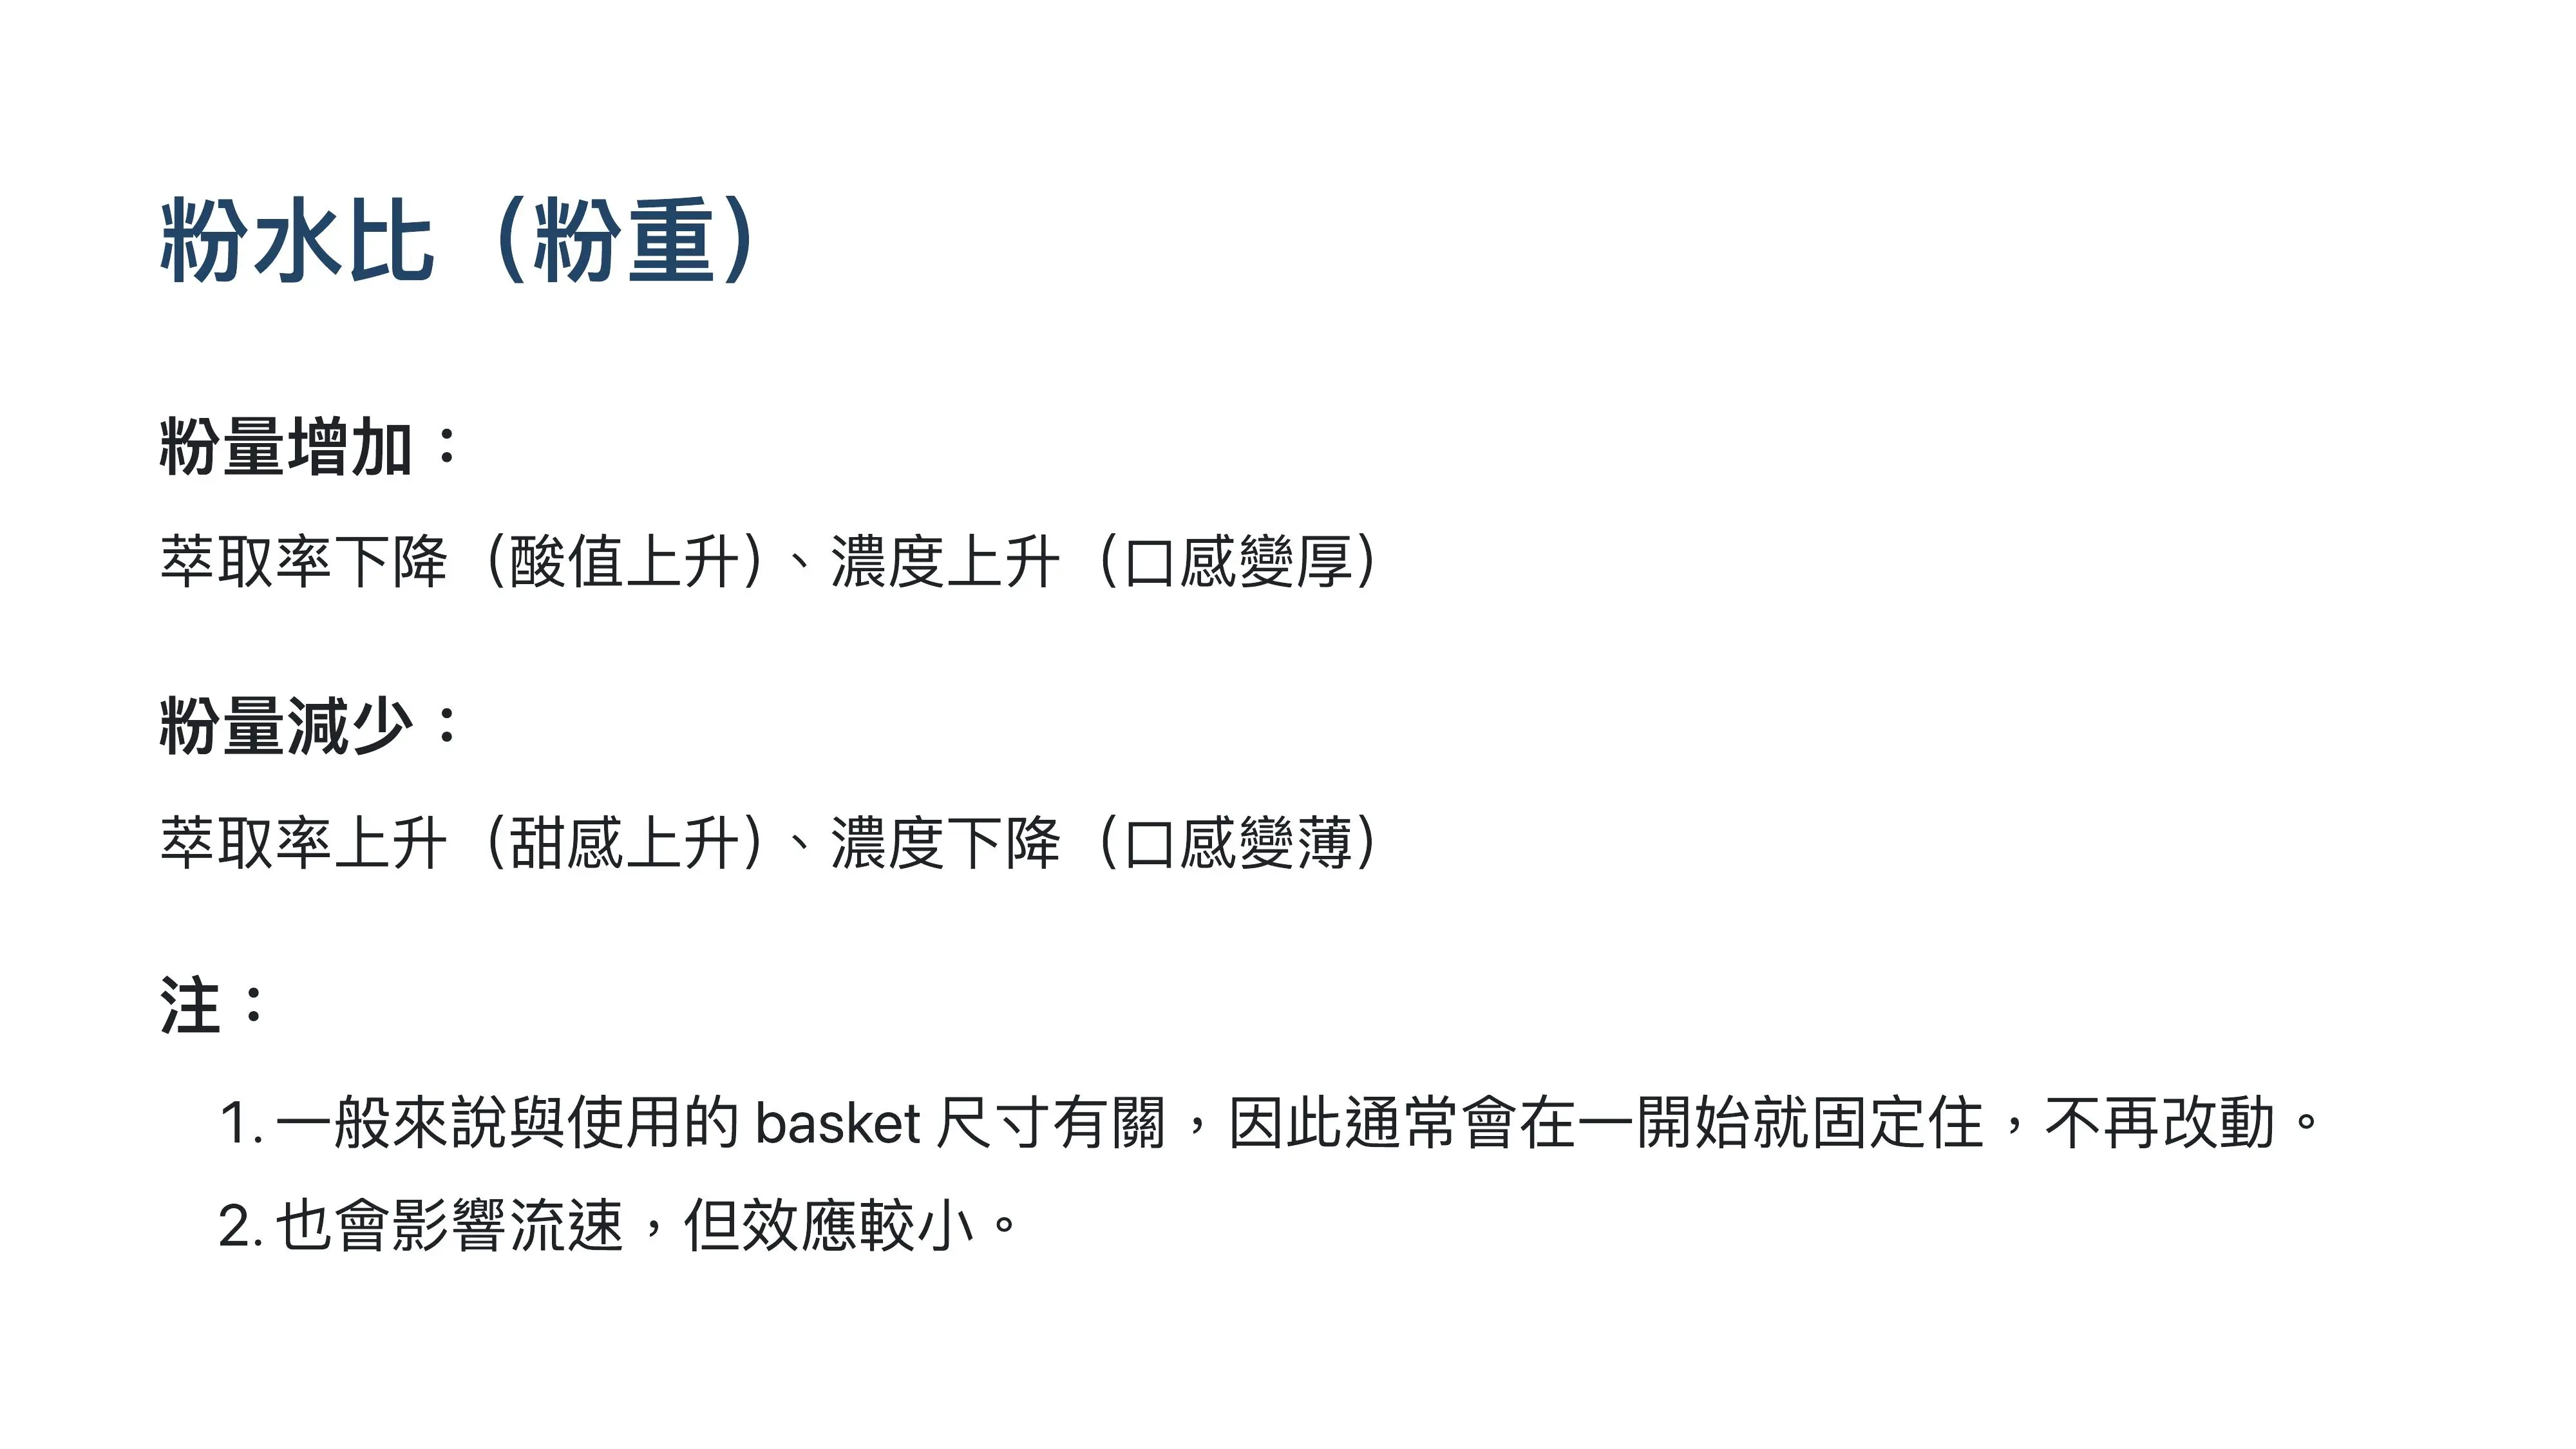 粉水比（粉重）
粉量增加：
萃取率下降（酸值上升）、濃度上升（口感變厚）
粉量減少：
萃取率上升（甜感上升）、濃度下降（口感變薄）
注：
1. 一般來說與使用的 basket 尺寸有關，因此通常會在一開始就固定住，不再改動。
2. 也會影響流速，但效應較小。